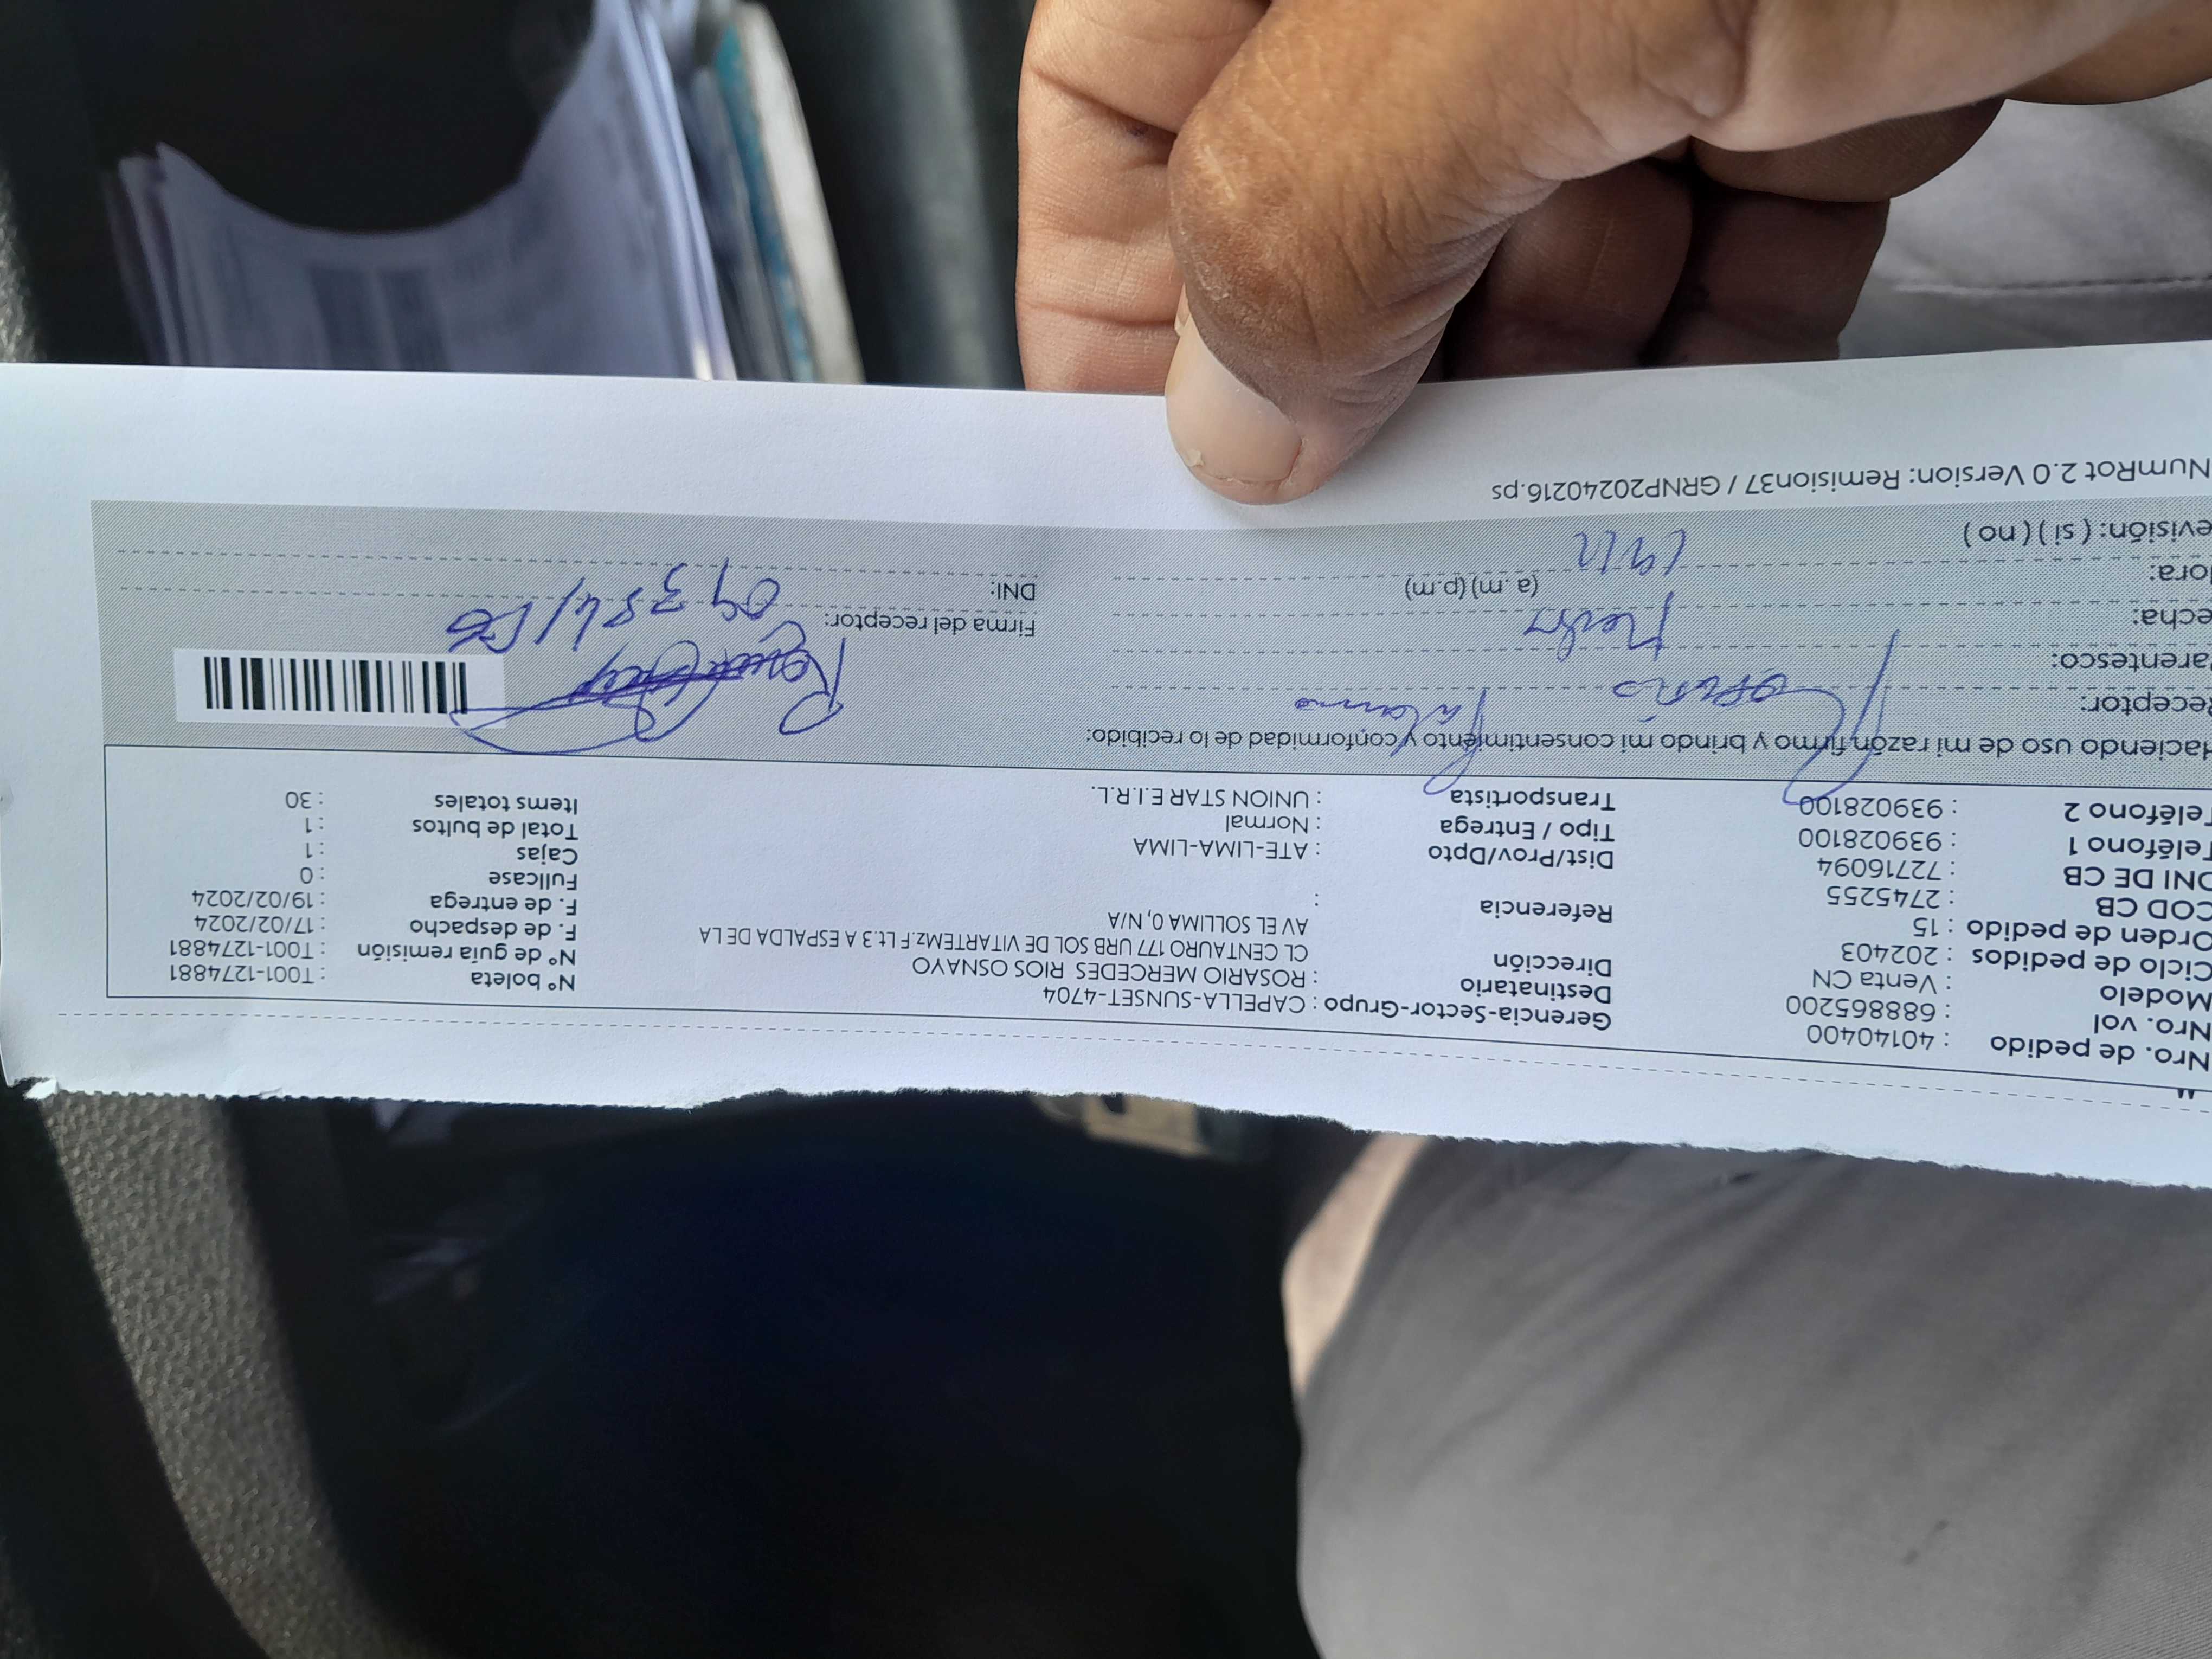 Nro. de pedido : 40140400 Gerencia-Sector-Grupo : CAPELLA-SUNSET-4704 Nº boleta : T001-1274881
Nro. vol : 688865200 Destinatario : ROSARIO MERCEDES RIOS OSNAYO Nº de guía remisión : T001-1274881
Modelo : Venta CN Dirección CL CENTAURO 177 URB SOL DE VITARTEMz.F Lt 3 A ESPALDA DE LA F. de despacho : 17/02/2024
Ciclo de pedidos : 202403 AV EL SOLLIMA 0, N/A F. de entrega : 19/02/2024
Orden de pedido : 15 Referencia : Fullcase : 0
COD CB : 2745255 Dist/Prov/Dpto : ATE-LIMA-LIMA Cajas : 1
DNI DE CB : 72716094 Tipo / Entrega : Normal Total de bultos : 1
Teléfono 1 : 939028100 Transportista : UNION STAR E.I.R.L. Items totales : 30
Teléfono 2 : 939028100
Haciendo uso de mi razón firmo y brindo mi consentimiento y conformidad de lo recibido:
Receptor: Rosario
arentesco:
echa: Firma del receptor:
ora: (a. m) (p.m) DNI:
evisión: ( si ) ( no )
NumRot 2.0 Version: Remision37 / GRNP20240216.ps